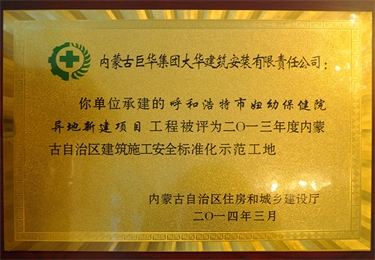 内蒙古巨华集团大华建筑安装有限责任公司：
你单位承建的呼和浩特市妇幼保健院
异地新建项目工程被评为二〇一三年度内蒙
古自治区建筑施工安全标准化示范工地
内蒙古自治区住房和城乡建设厅
二〇一四年三月